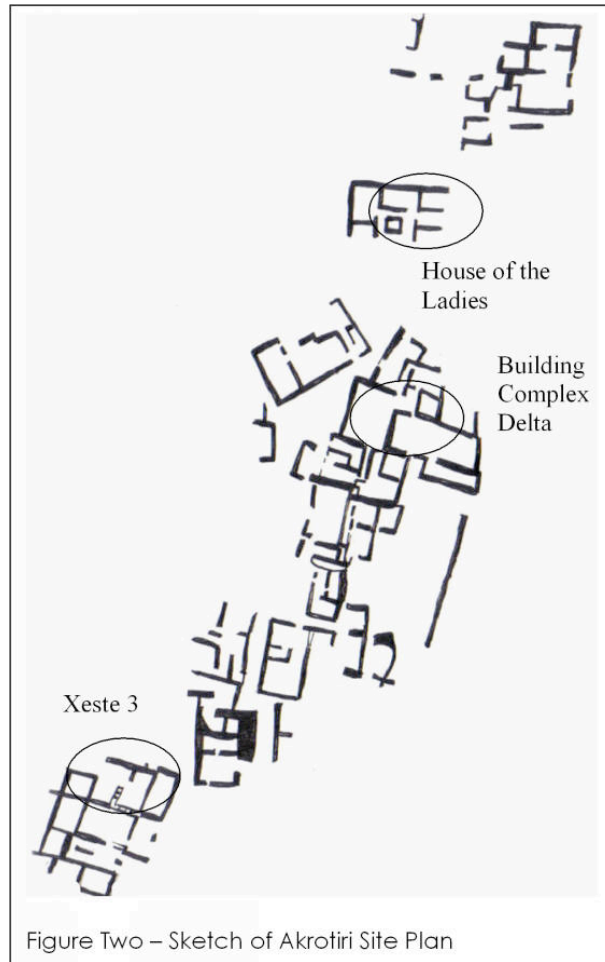 House of the
Ladies
Building
Complex
Delta
Xeste 3
Figure Two – Sketch of Akrotiri Site Plan